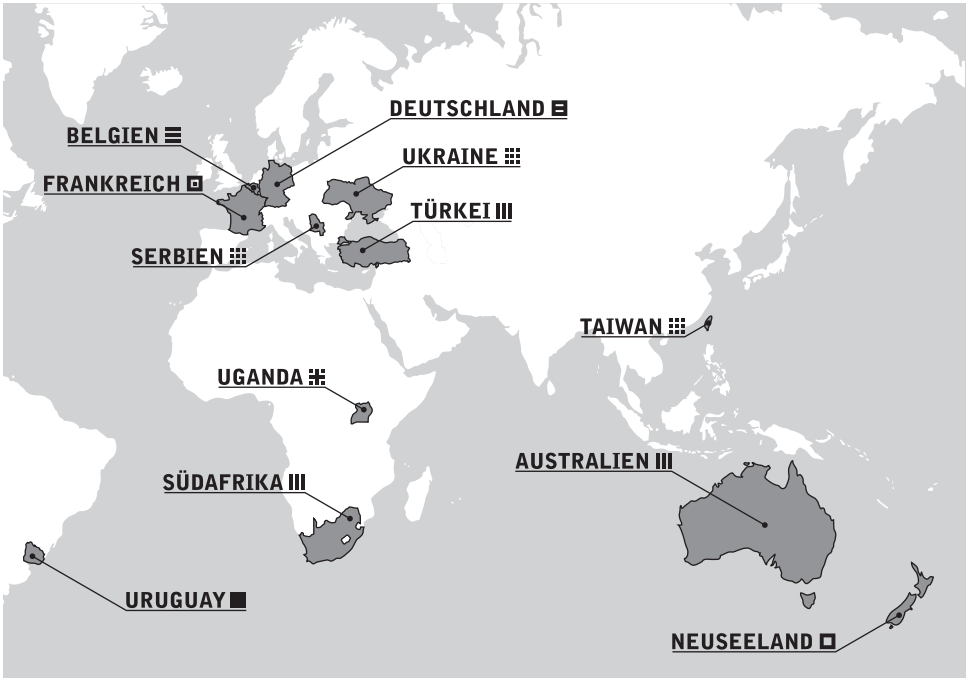 DEUTSCHLAND
BELGIEN
UKRAINE
FRANKREICH
TÜRKEI
SERBIEN
TAIWAN
UGANDA
AUSTRALIEN
SÜDAFRIKA
URUGUAY
NEUSEELAND